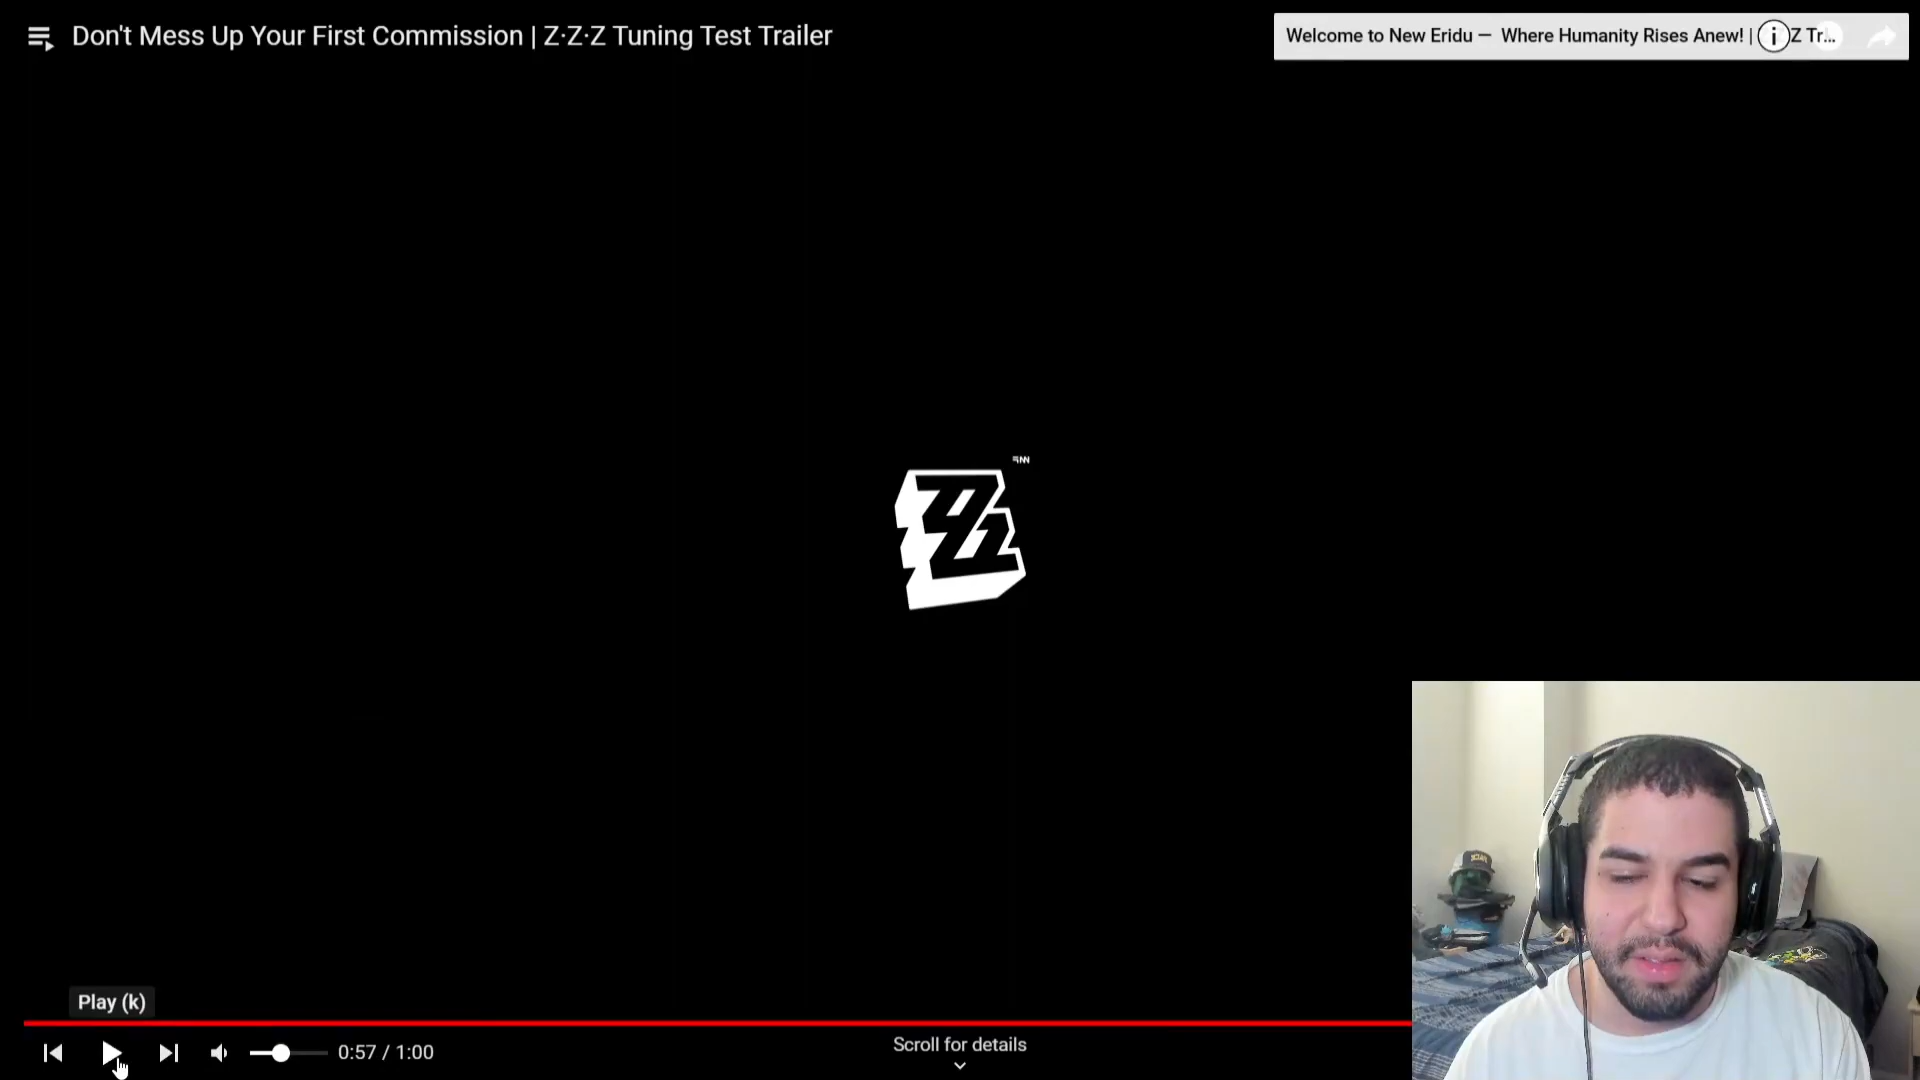 Don't Mess Up Your First Commission | Z·Z·Z Tuning Test Trailer
Welcome to New Eridu — Where Humanity Rises Anew! | Z Tr...
Play (k)
0:57 / 1:00
Scroll for details